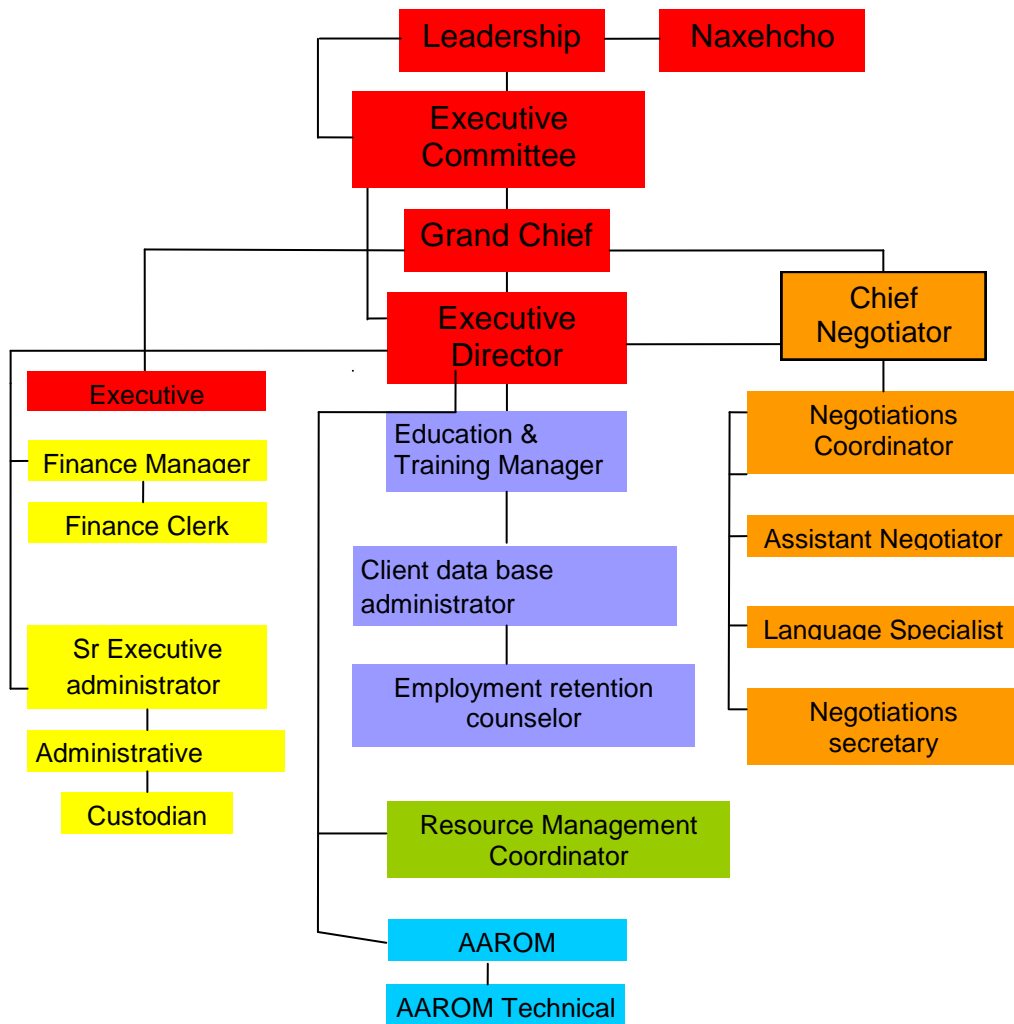 Leadership
Naxehcho
Executive
Committee
Grand Chief
Executive
Director
Chief
Negotiator
Executive
Finance Manager
Finance Clerk
Sr Executive
administrator
Administrative
Custodian
Education &
Training Manager
Client data base
administrator
Employment retention
counselor
Resource Management
Coordinator
AAROM
AAROM Technical
Negotiations
Coordinator
Assistant Negotiator
Language Specialist
Negotiations
secretary